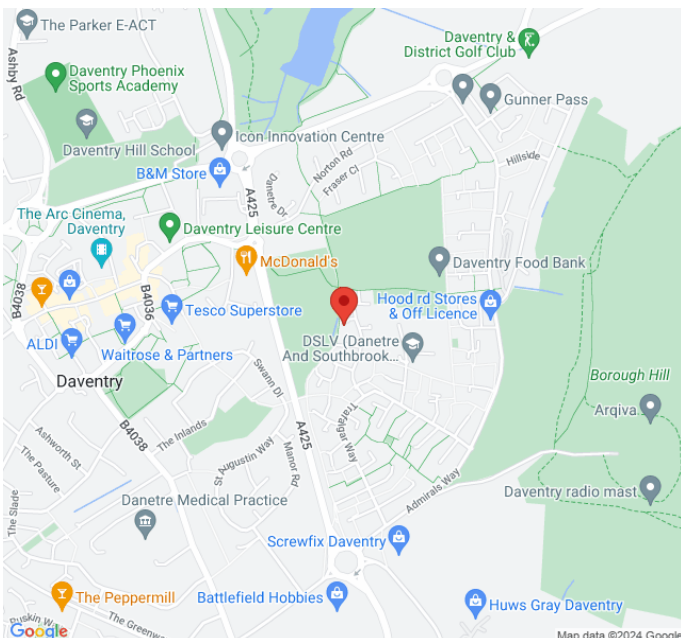 The Parker E-ACT
Ashby Rd
Daventry &
District Golf Club
Daventry Phoenix
Sports Academy
Gunner Pass
Icon Innovation Centre
Daventry Hill School
Hillside
Norton Rd
B&M Store
Fraser Cl
Danetre Dr
A425
The Arc Cinema,
Daventry
Daventry Leisure Centre
McDonald's
Daventry Food Bank
B4038
B4036
Tesco Superstore
Hood rd Stores
& Off Licence
ALDI
Waitrose & Partners
DSLV (Danetre
And Southbrook...
Swann Dl
Daventry
Borough Hill
Arqiva
Trafalgar Way
B4038
The Inlands
A425
Ashworth St
The Pasture
St Augustin Way
Manor Rd
Admirals Way
Daventry radio mast
Danetre Medical Practice
The Slade
Screwfix Daventry
The Peppermill
Battlefield Hobbies
Huws Gray Daventry
The Greenway
Ruskin Way
Google
Map data ©2024 Google